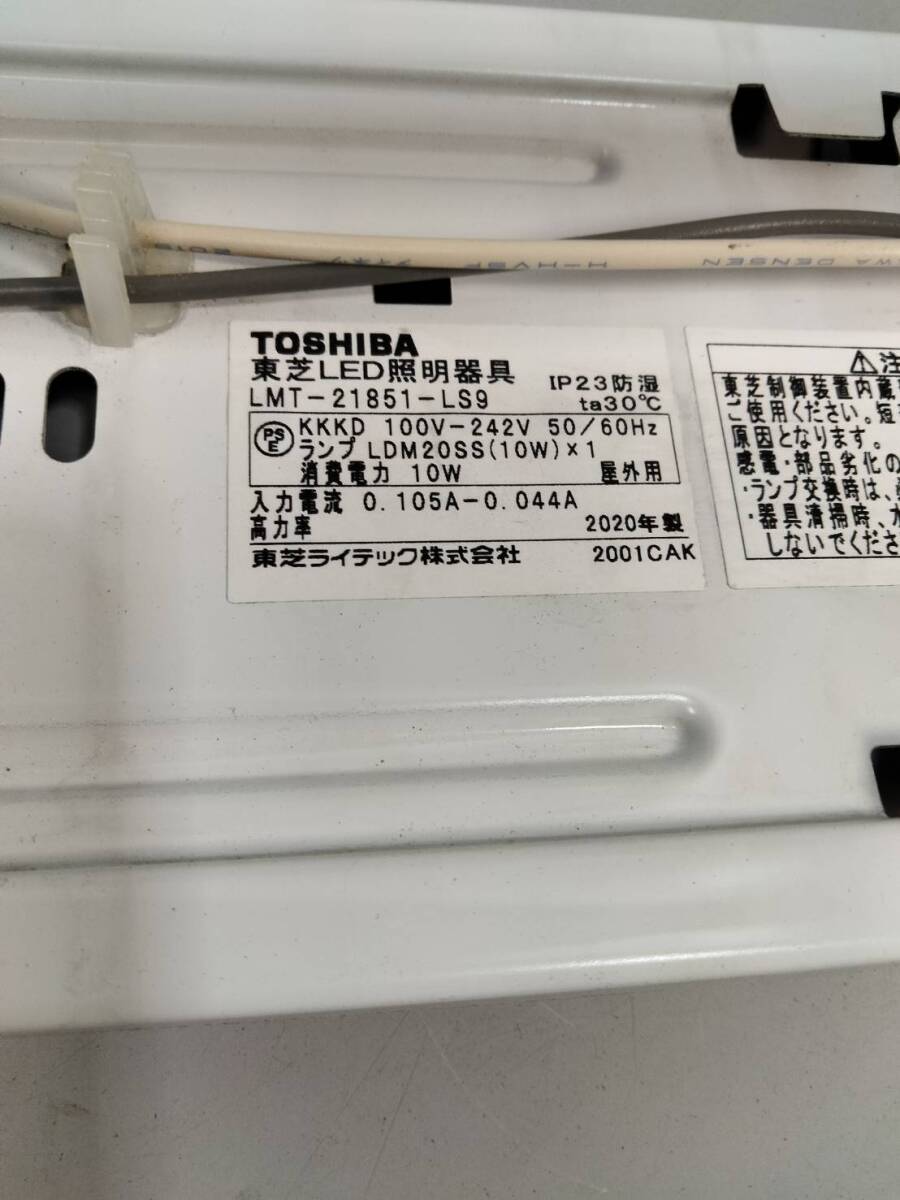 H-HVSF
WA DENSEN
TOSHIBA
東芝LED照明器具
IP23防湿
LMT-21851-LS9
ta30℃
PS E
KKKD 100V-242V 50/60Hz
ランプ LDM20SS(10W)×1
消費電力 10W 屋外用
入力電流 0.105A-0.044A
高力率 2020年製
東芝ライテック株式会社 2001CAK
⚠注
東芝制御装置内蔵
ご使用ください。短
原因となります。
感電・部品劣化の
・ランプ交換時は、
・器具清掃時、水
しないでくださ